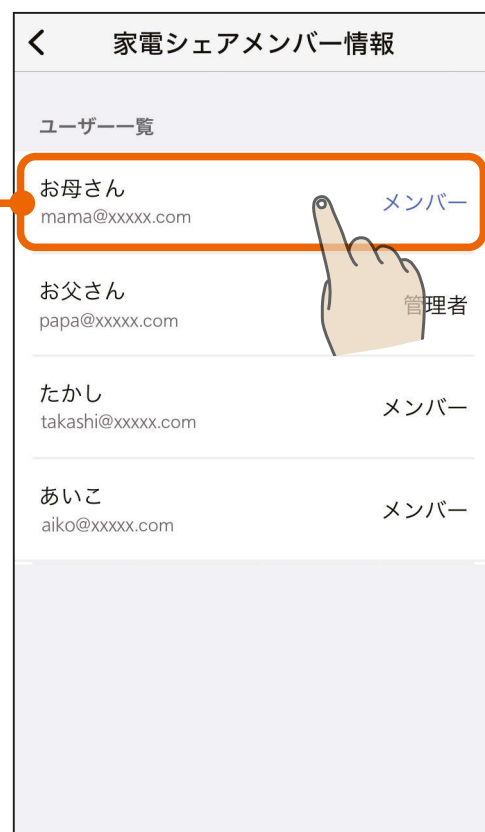 家電シェアメンバー情報
ユーザー一覧
お母さん
mama@xxxxx.com
メンバー
お父さん
papa@xxxxx.com
管理者
たかし
takashi@xxxxx.com
メンバー
あいこ
aiko@xxxxx.com
メンバー